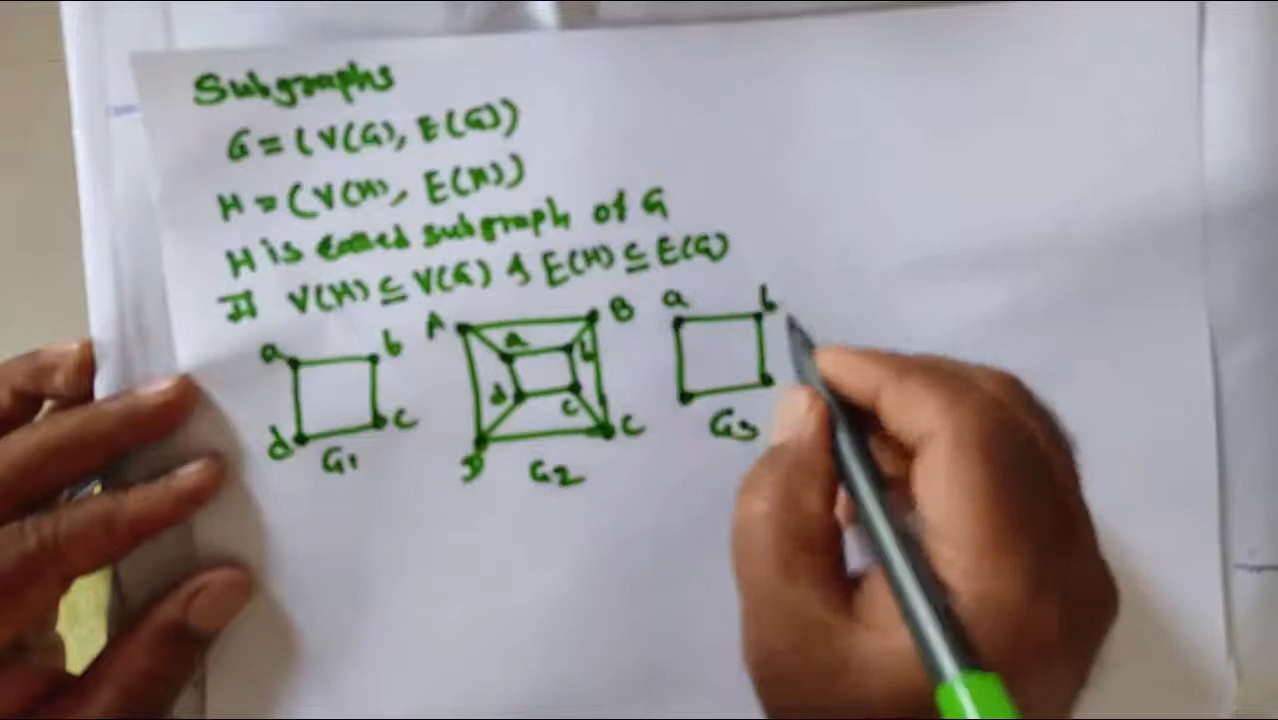 Subgraphs
G = (V(G), E(G))
H = (V(H), E(H))
H is called subgraph of G
If V(H) ⊆ V(G) & E(H) ⊆ E(G)
a b d c G1
A B a b d c D C G2
a b G3